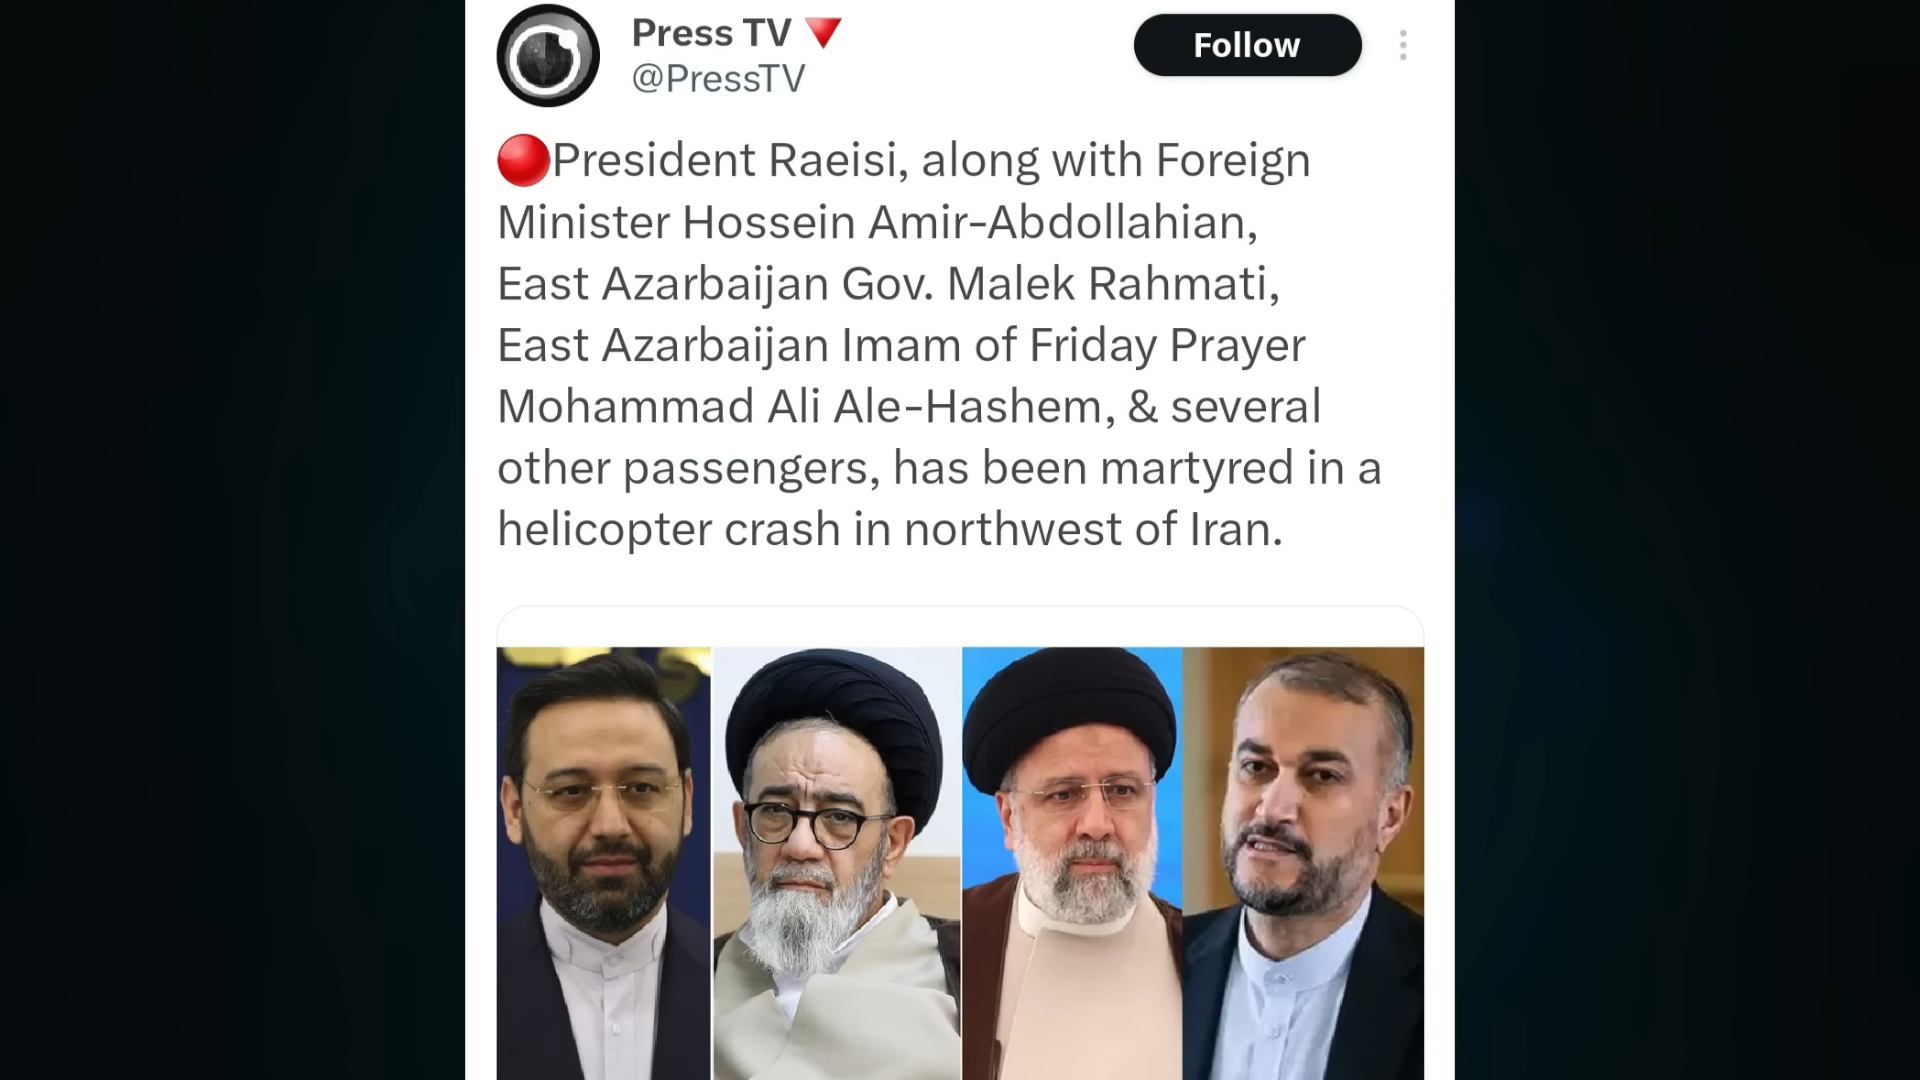 Press TV
@PressTV
Follow
President Raeisi, along with Foreign
Minister Hossein Amir-Abdollahian,
East Azarbaijan Gov. Malek Rahmati,
East Azarbaijan Imam of Friday Prayer
Mohammad Ali Ale-Hashem, & several
other passengers, has been martyred in a
helicopter crash in northwest of Iran.